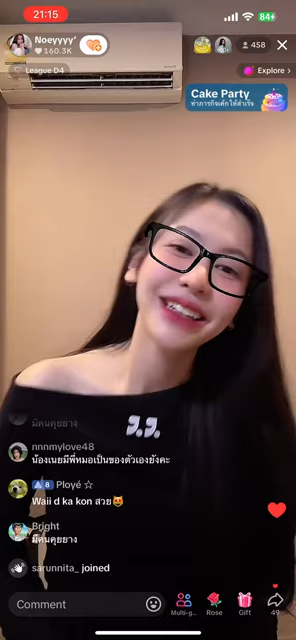 21:15
84
Noeyyyy’
160.3K
458
League D4
Explore
Cake Party
ทำภารกิจเค้กให้สำเร็จ
มีคนคุยยาง
nnnmylove48
น้องเนยมีพี่หมอเป็นของตัวเองยังคะ
8 Ployé ☆
Waii d ka kon สวย😻
Bright
มีคนคุยยาง
sarunnita_ joined
Comment
Multi-g...
Rose
Gift
49